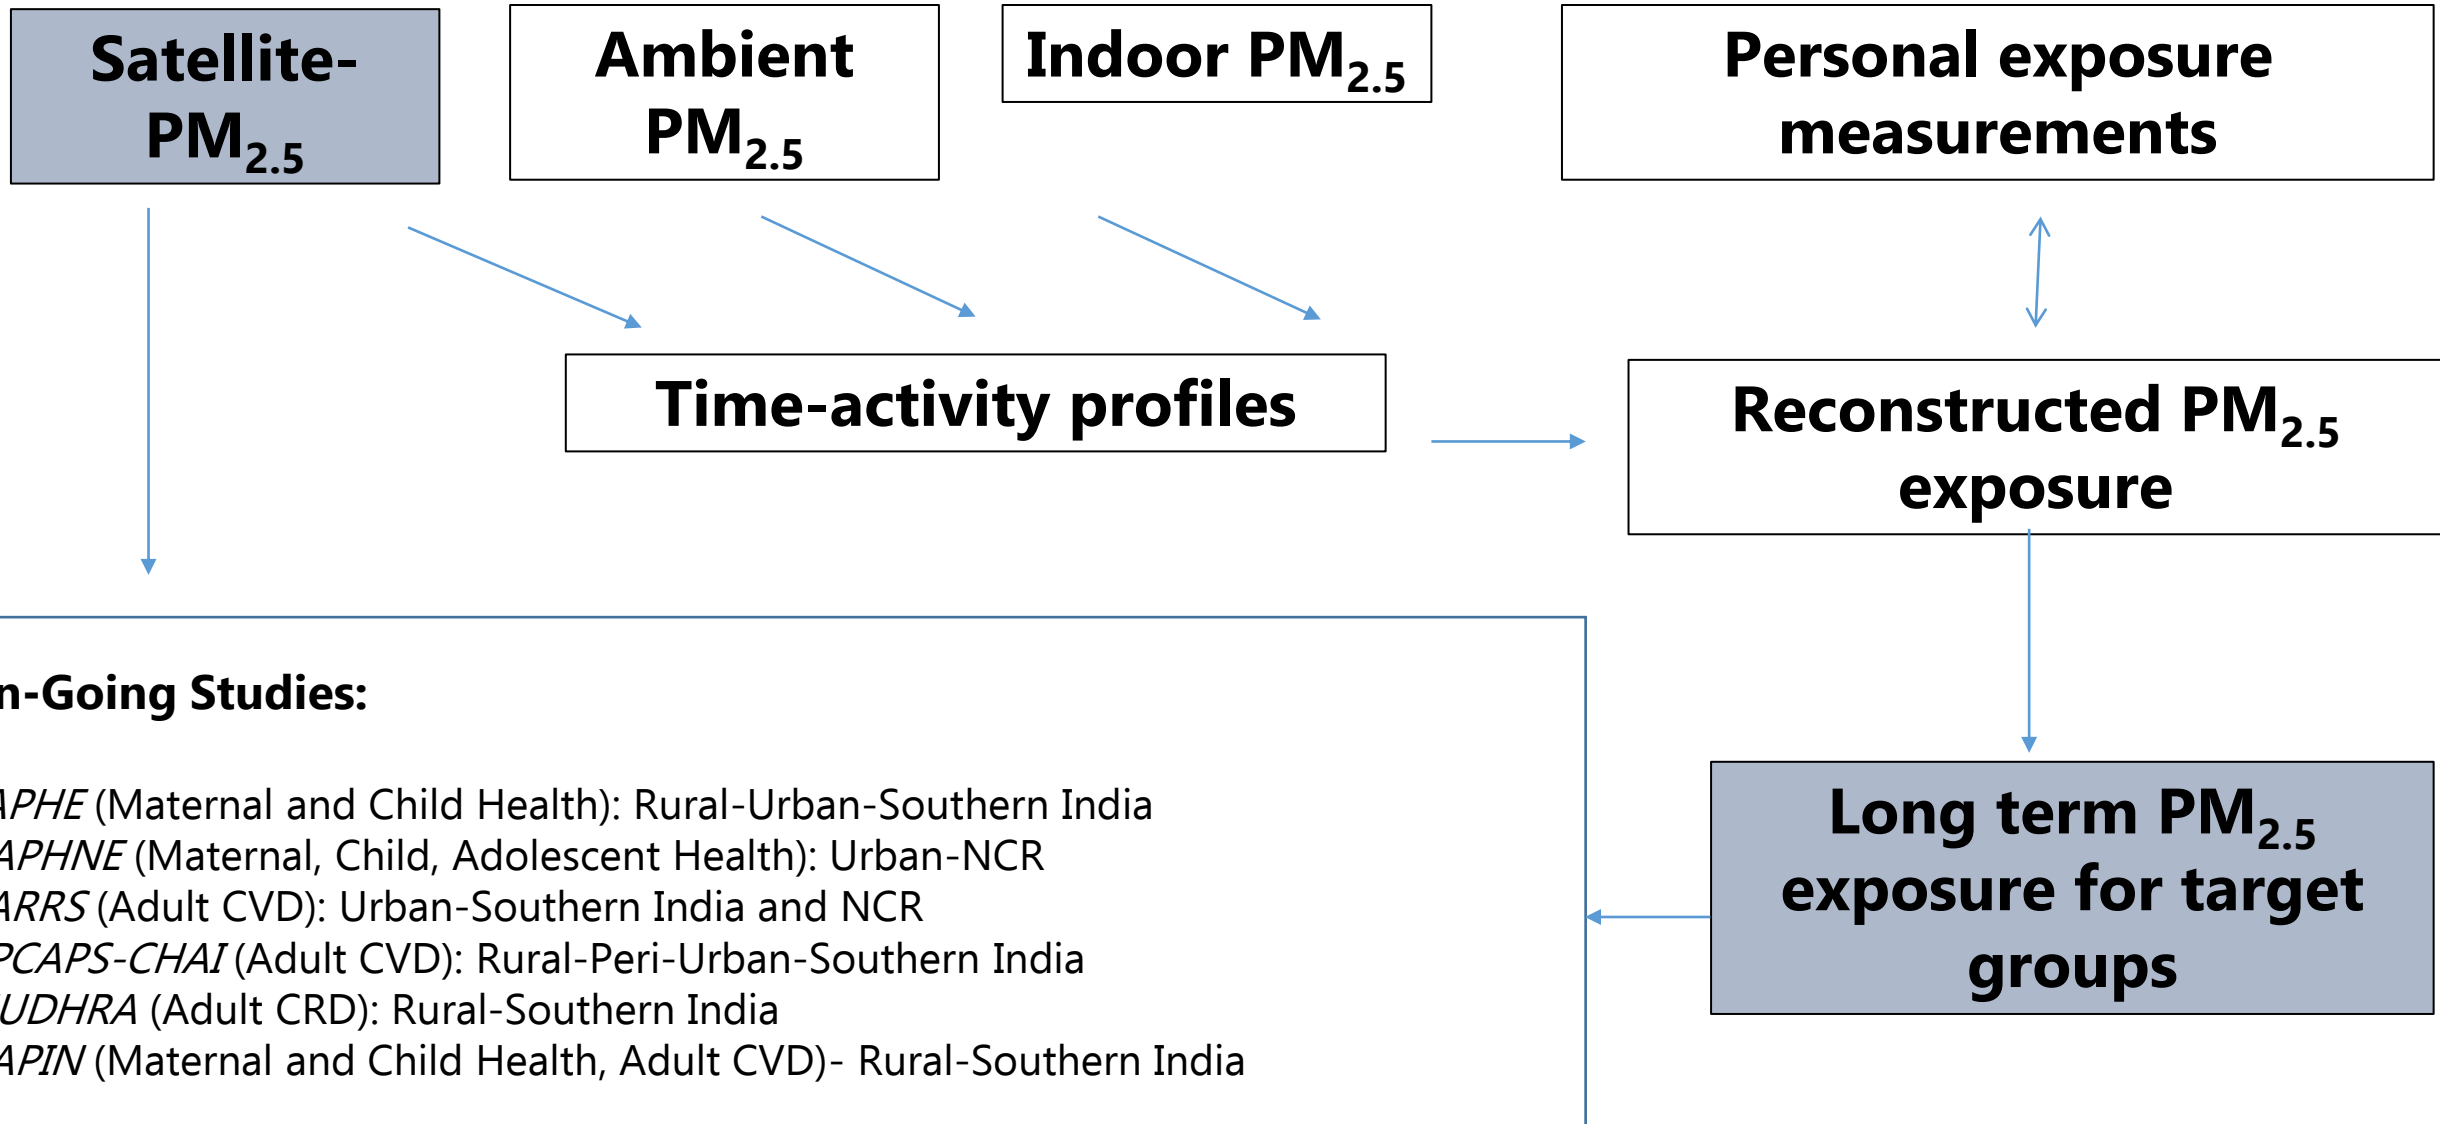 Satellite-
PM2.5
Ambient
PM2.5
Indoor PM2.5
Personal exposure
measurements
Time-activity profiles
Reconstructed PM2.5
exposure
n-Going Studies:
APHE (Maternal and Child Health): Rural-Urban-Southern India
APHNE (Maternal, Child, Adolescent Health): Urban-NCR
ARRS (Adult CVD): Urban-Southern India and NCR
PCAPS-CHAI (Adult CVD): Rural-Peri-Urban-Southern India
UDHRA (Adult CRD): Rural-Southern India
APIN (Maternal and Child Health, Adult CVD)- Rural-Southern India
Long term PM2.5
exposure for target
groups